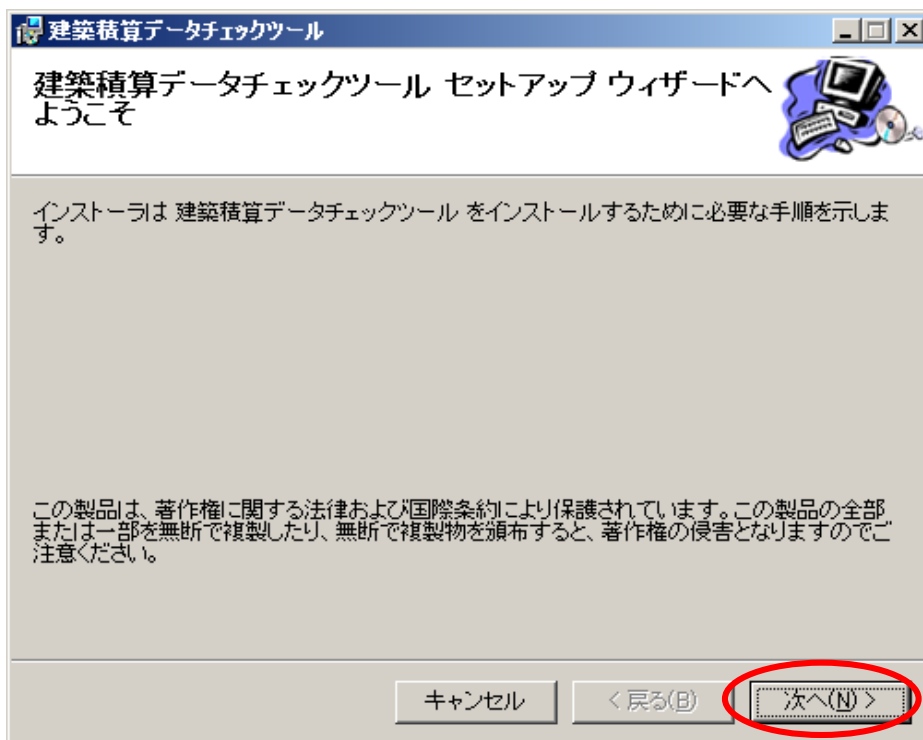 建築積算データチェックツール
建築積算データチェックツール セットアップ ウィザードへ
ようこそ
インストーラは 建築積算データチェックツール をインストールするために必要な手順を示しま
す。
この製品は、著作権に関する法律および国際条約により保護されています。この製品の全部
または一部を無断で複製したり、無断で複製物を頒布すると、著作権の侵害となりますのでご
注意ください。
キャンセル
< 戻る(B)
次へ(N) >